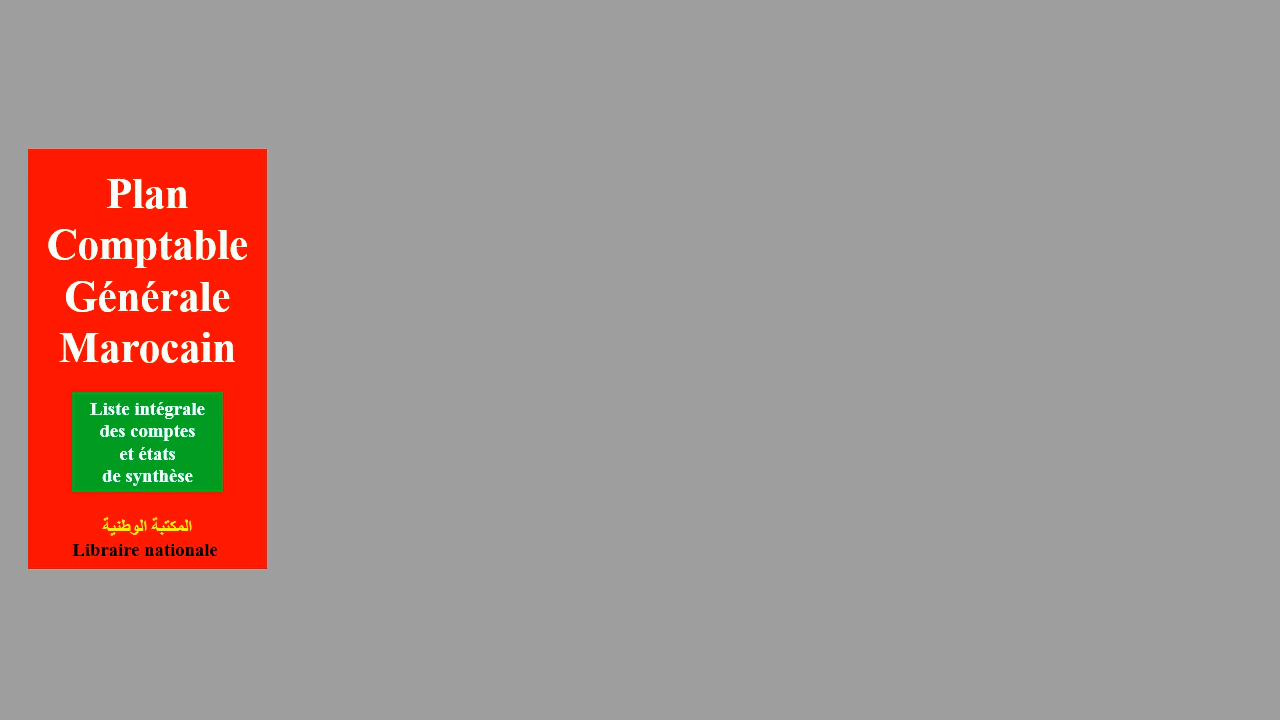 Plan
Comptable
Générale
Marocain
Liste intégrale
des comptes
et états
de synthèse
المكتبة الوطنية
Libraire nationale